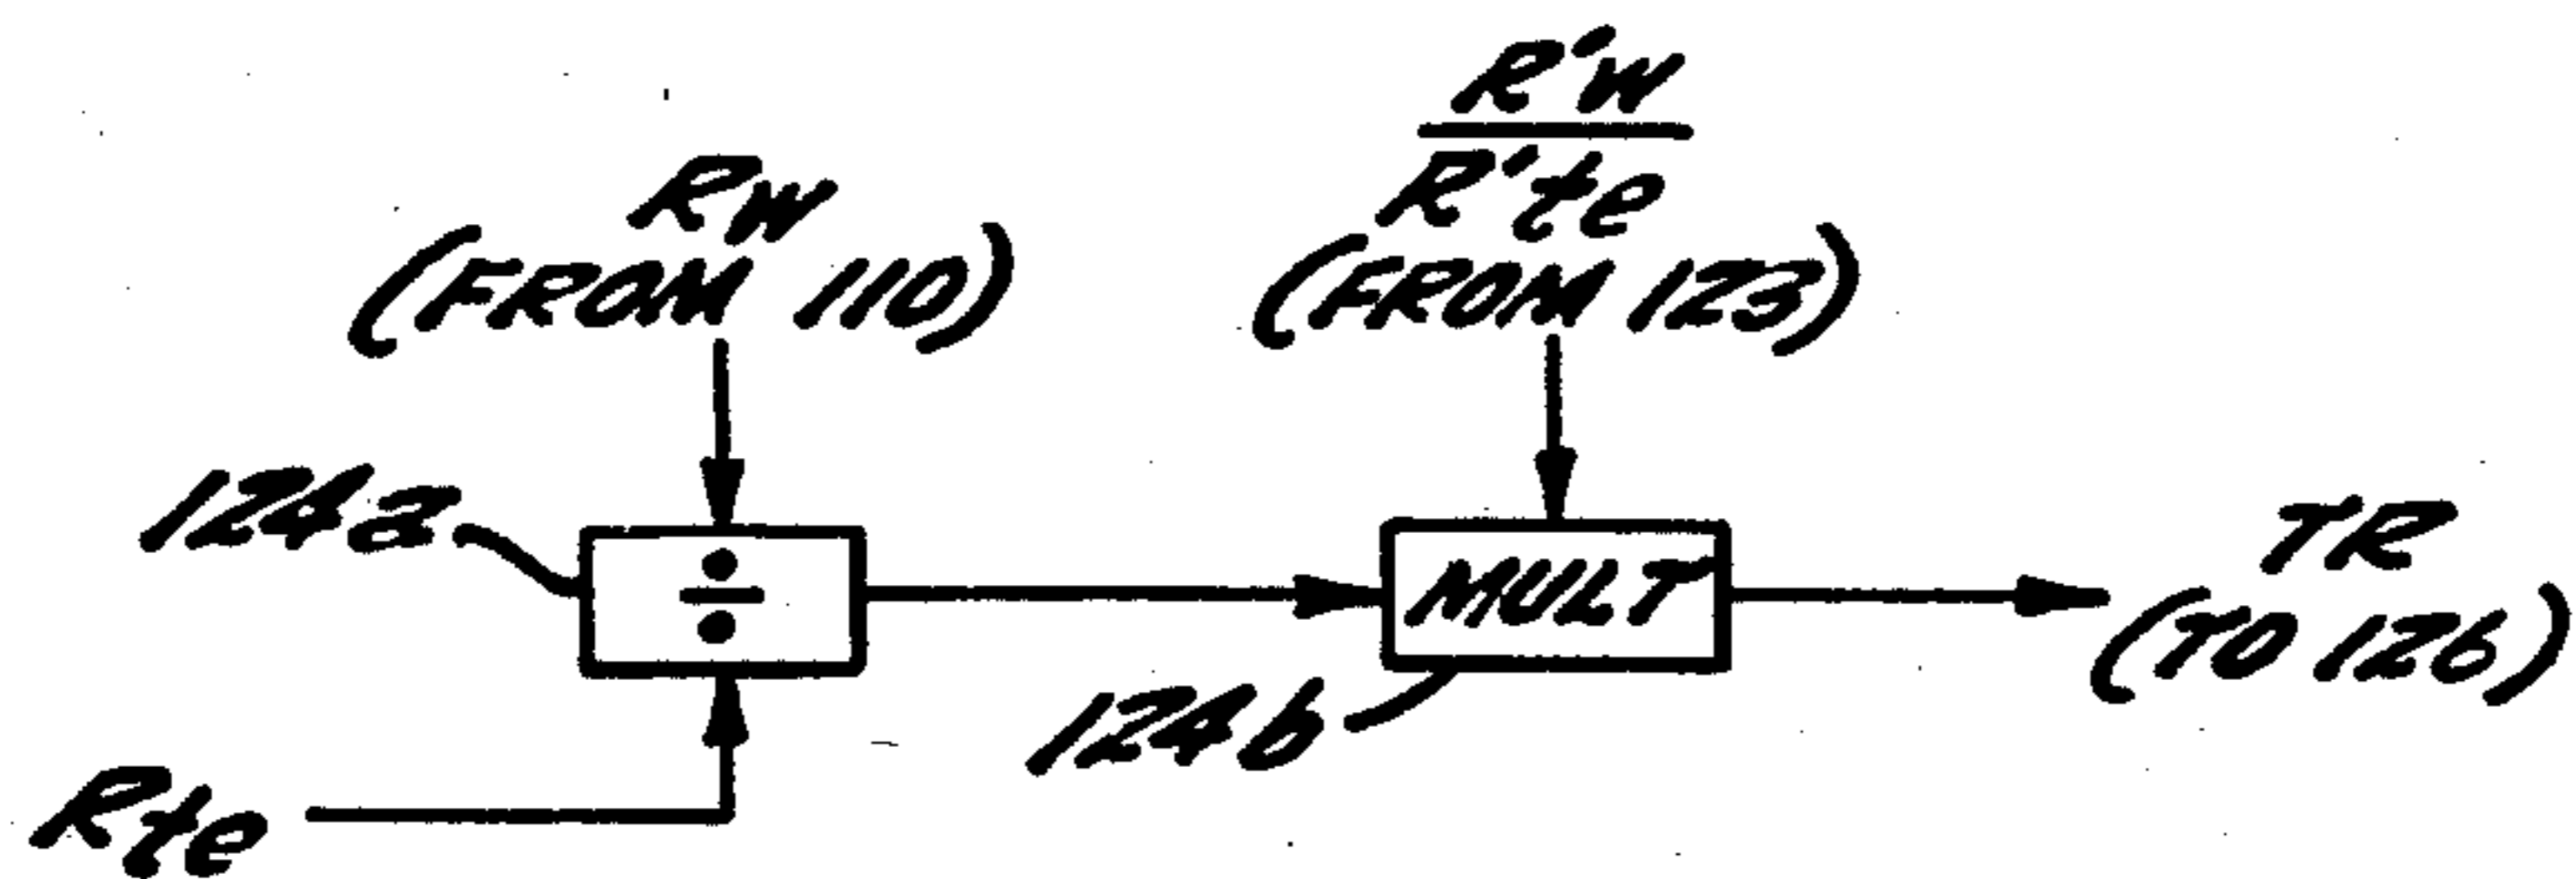 R'w
R'te
(FROM 123)
Rw
(FROM 110)
124a
÷
MULT
TR
(TO 126)
124b
Rte